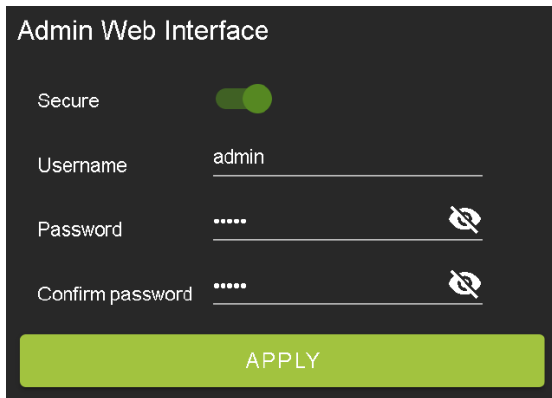 Admin Web Interface
Secure
Username admin
Password •••••
Confirm password •••••
APPLY